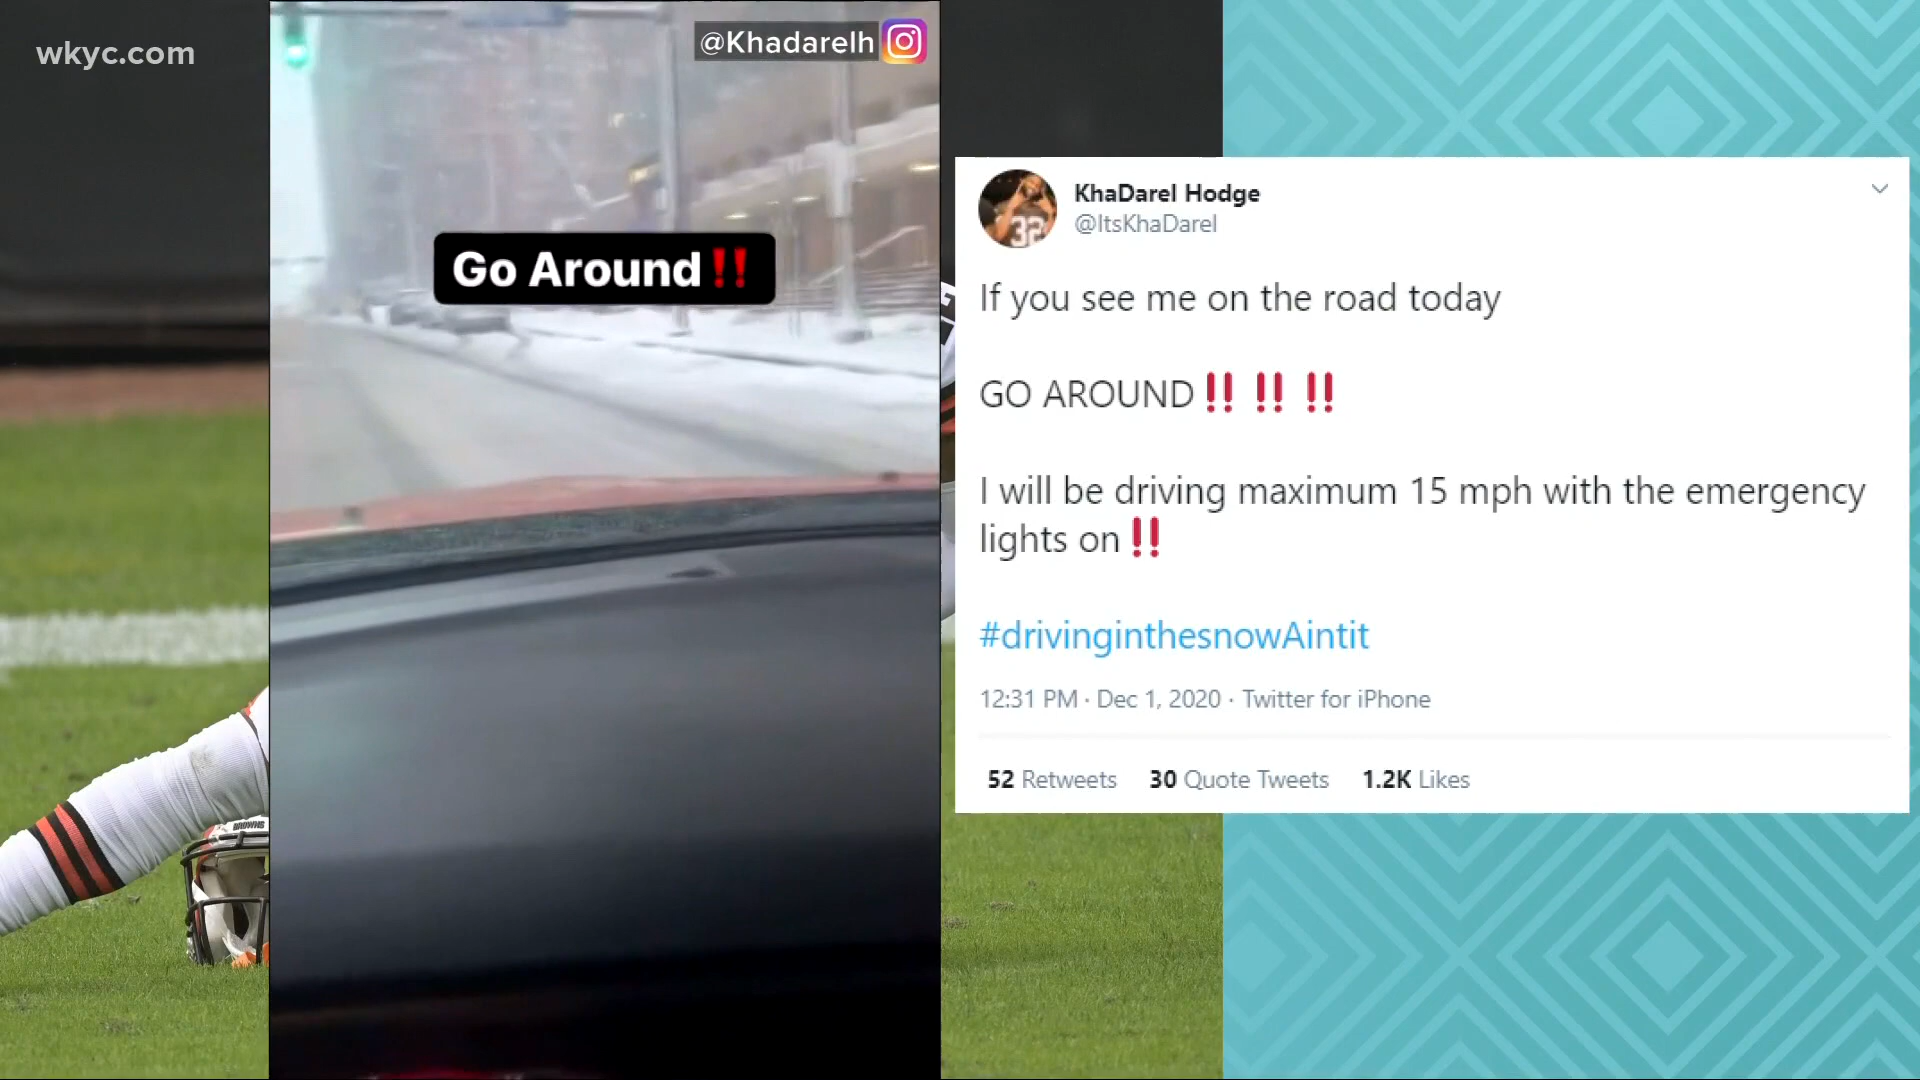 wkyc.com
@Khadarelh
Go Around‼
KhaDarel Hodge
@ItsKhaDarel
32
If you see me on the road today
GO AROUND‼ ‼ ‼
I will be driving maximum 15 mph with the emergency
lights on‼
#drivinginthesnowAintit
12:31 PM · Dec 1, 2020 · Twitter for iPhone
52 Retweets 30 Quote Tweets 1.2K Likes
BROWNS